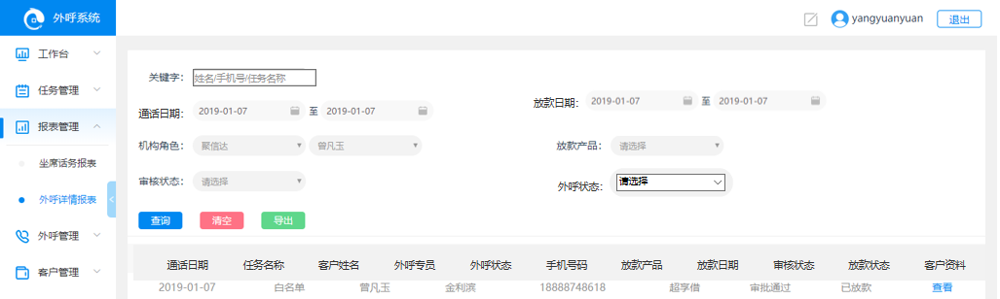 外呼系统
yangyuanyuan
退出
工作台
任务管理
报表管理
坐席话务报表
外呼详情报表
外呼管理
客户管理
关键字: 姓名/手机号/任务名称
通话日期: 2019-01-07 至 2019-01-07
放款日期: 2019-01-07 至 2019-01-07
机构角色: 聚信达 曾凡玉
放款产品: 请选择
审核状态: 请选择
外呼状态: 请选择
查询 清空 导出
通话日期 任务名称 客户姓名 外呼专员 外呼状态 手机号码 放款产品 放款日期 审核状态 放款状态 客户资料
2019-01-07 白名单 曾凡玉 金利滨 18888748618 超享借 审批通过 已放款 查看